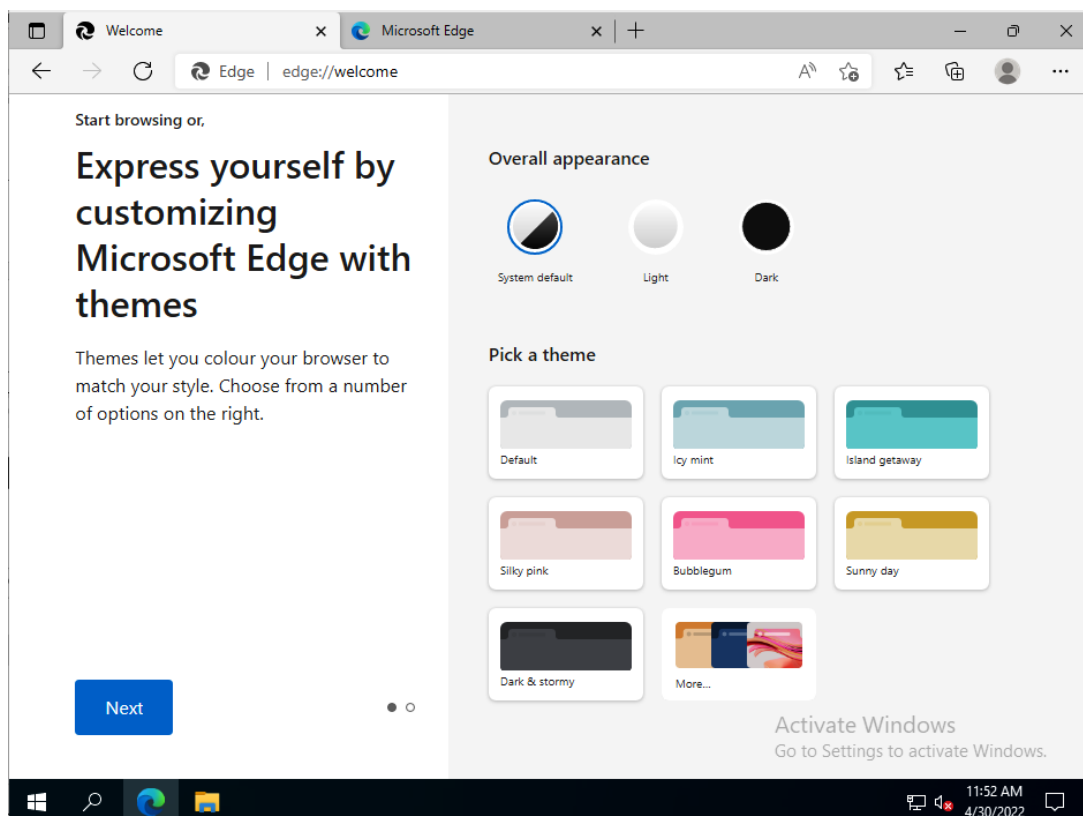 Welcome
Microsoft Edge
Edge
edge://welcome
Start browsing or,
Express yourself by
customizing
Microsoft Edge with
themes
Themes let you colour your browser to
match your style. Choose from a number
of options on the right.
Next
Overall appearance
System default
Light
Dark
Pick a theme
Default
Icy mint
Island getaway
Silky pink
Bubblegum
Sunny day
Dark & stormy
More...
Activate Windows
Go to Settings to activate Windows.
11:52 AM
4/30/2022